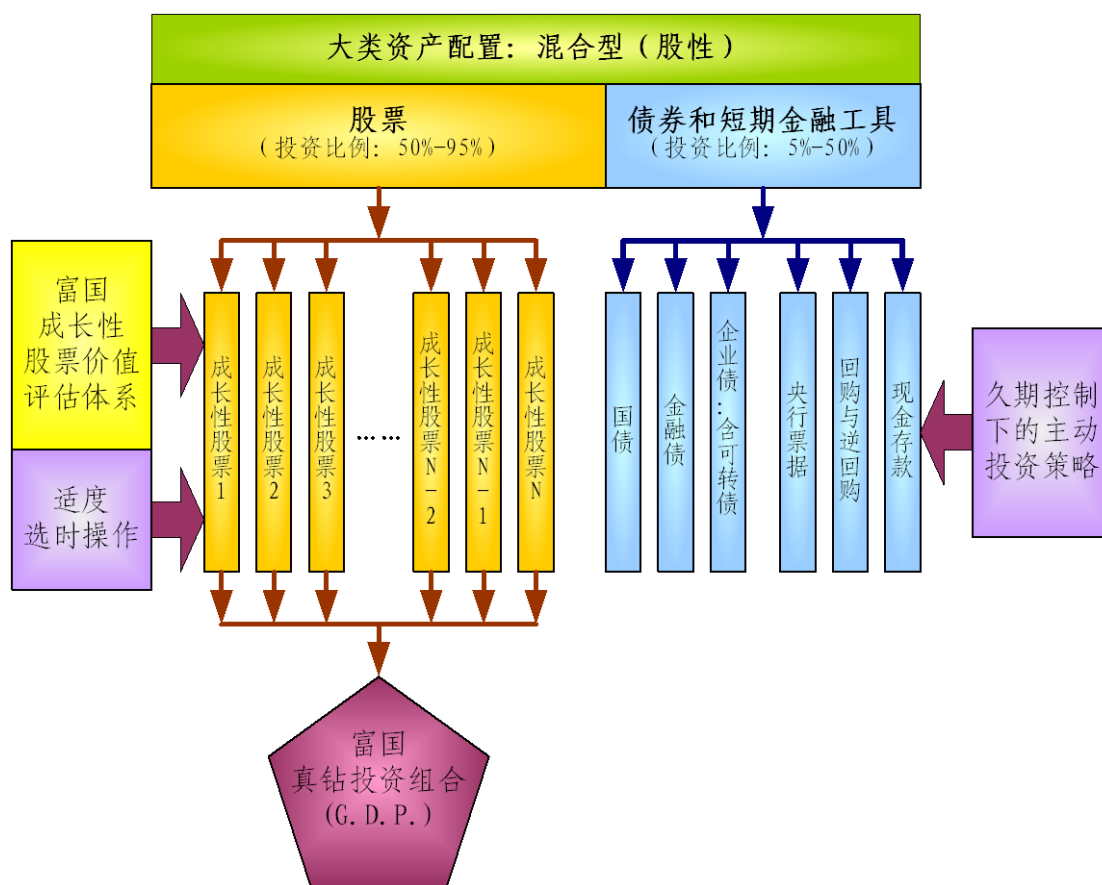 大类资产配置：混合型（股性）
股票
（投资比例：50%-95%）
债券和短期金融工具
（投资比例：5%-50%）
富国
成长性
股票价值
评估体系
适度
选时操作
成长性股票1
成长性股票2
成长性股票3
……
成长性股票N-2
成长性股票N-1
成长性股票N
国债
金融债
企业债：含可转债
央行票据
回购与逆回购
现金存款
久期控制
下的主动
投资策略
富国
真钻投资组合
(G.D.P.)